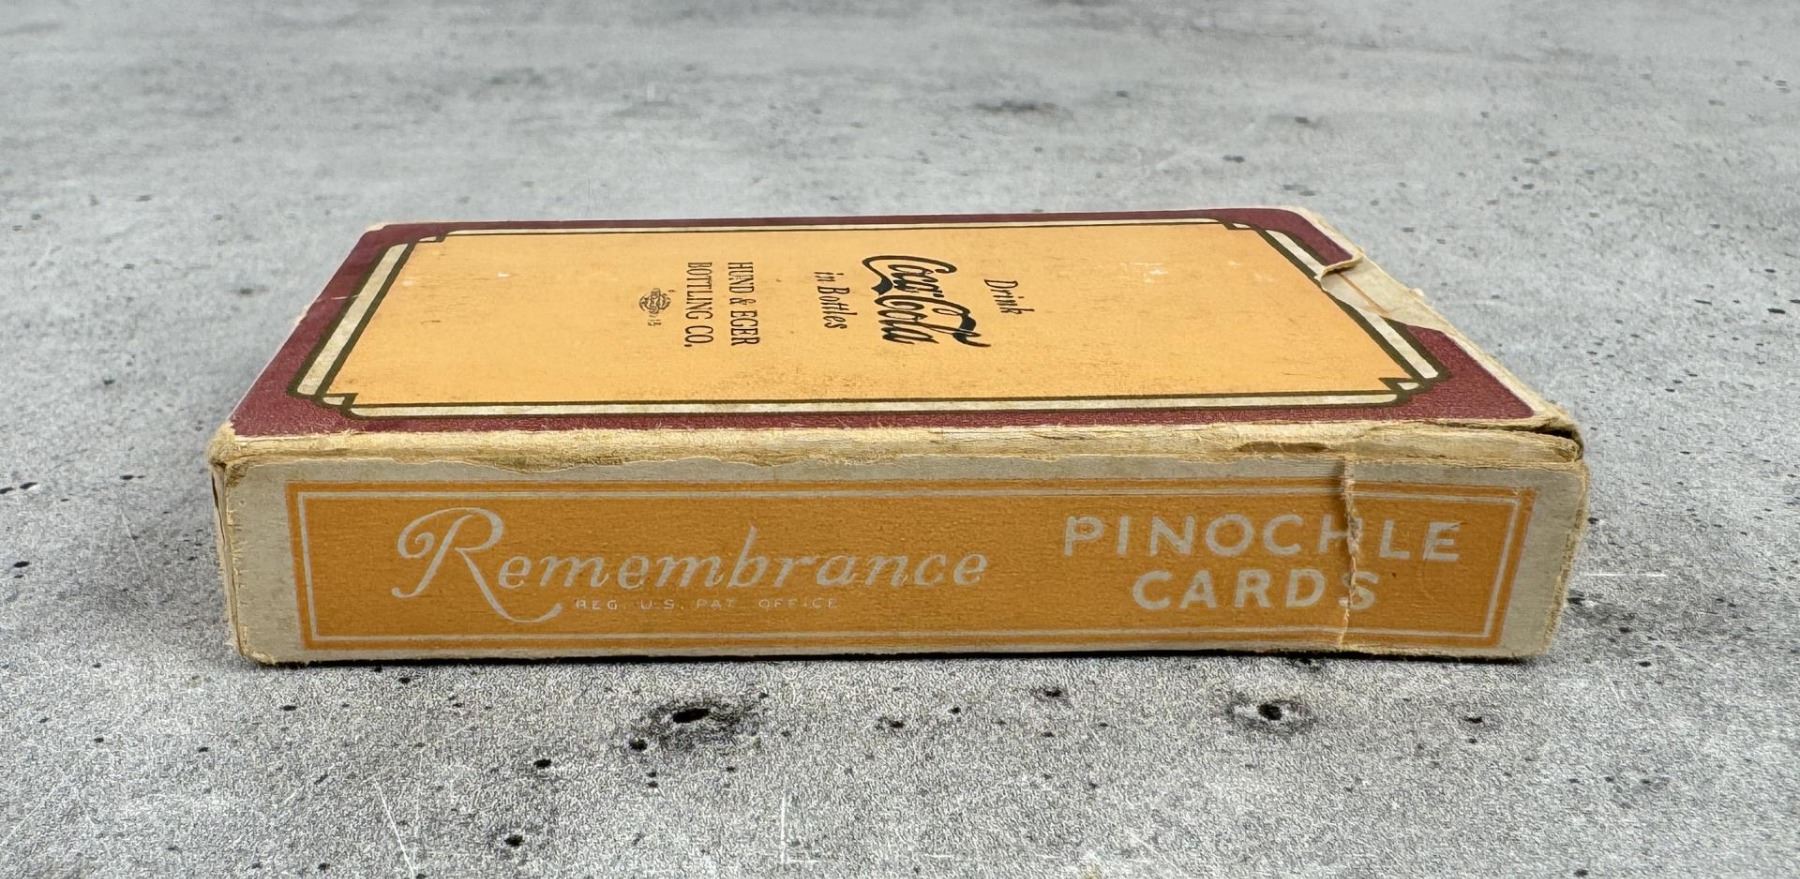 Drink
Coca-Cola
in Bottles
HUND & EGER
BOTTLING CO.
Remembrance
REG. U.S. PAT. OFFICE
PINOCHLE
CARDS